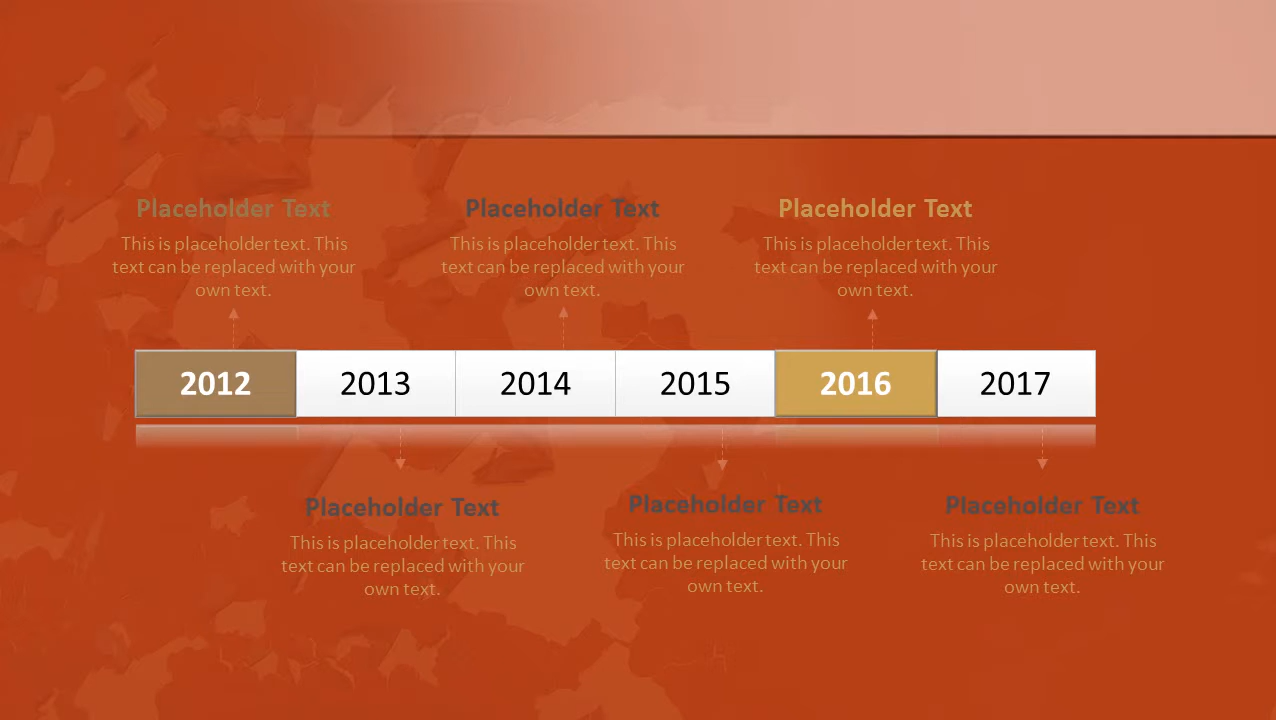 Placeholder Text
This is placeholder text. This
text can be replaced with your
own text.
Placeholder Text
This is placeholder text. This
text can be replaced with your
own text.
Placeholder Text
This is placeholder text. This
text can be replaced with your
own text.
2012 2013 2014 2015 2016 2017
Placeholder Text
This is placeholder text. This
text can be replaced with your
own text.
Placeholder Text
This is placeholder text. This
text can be replaced with your
own text.
Placeholder Text
This is placeholder text. This
text can be replaced with your
own text.